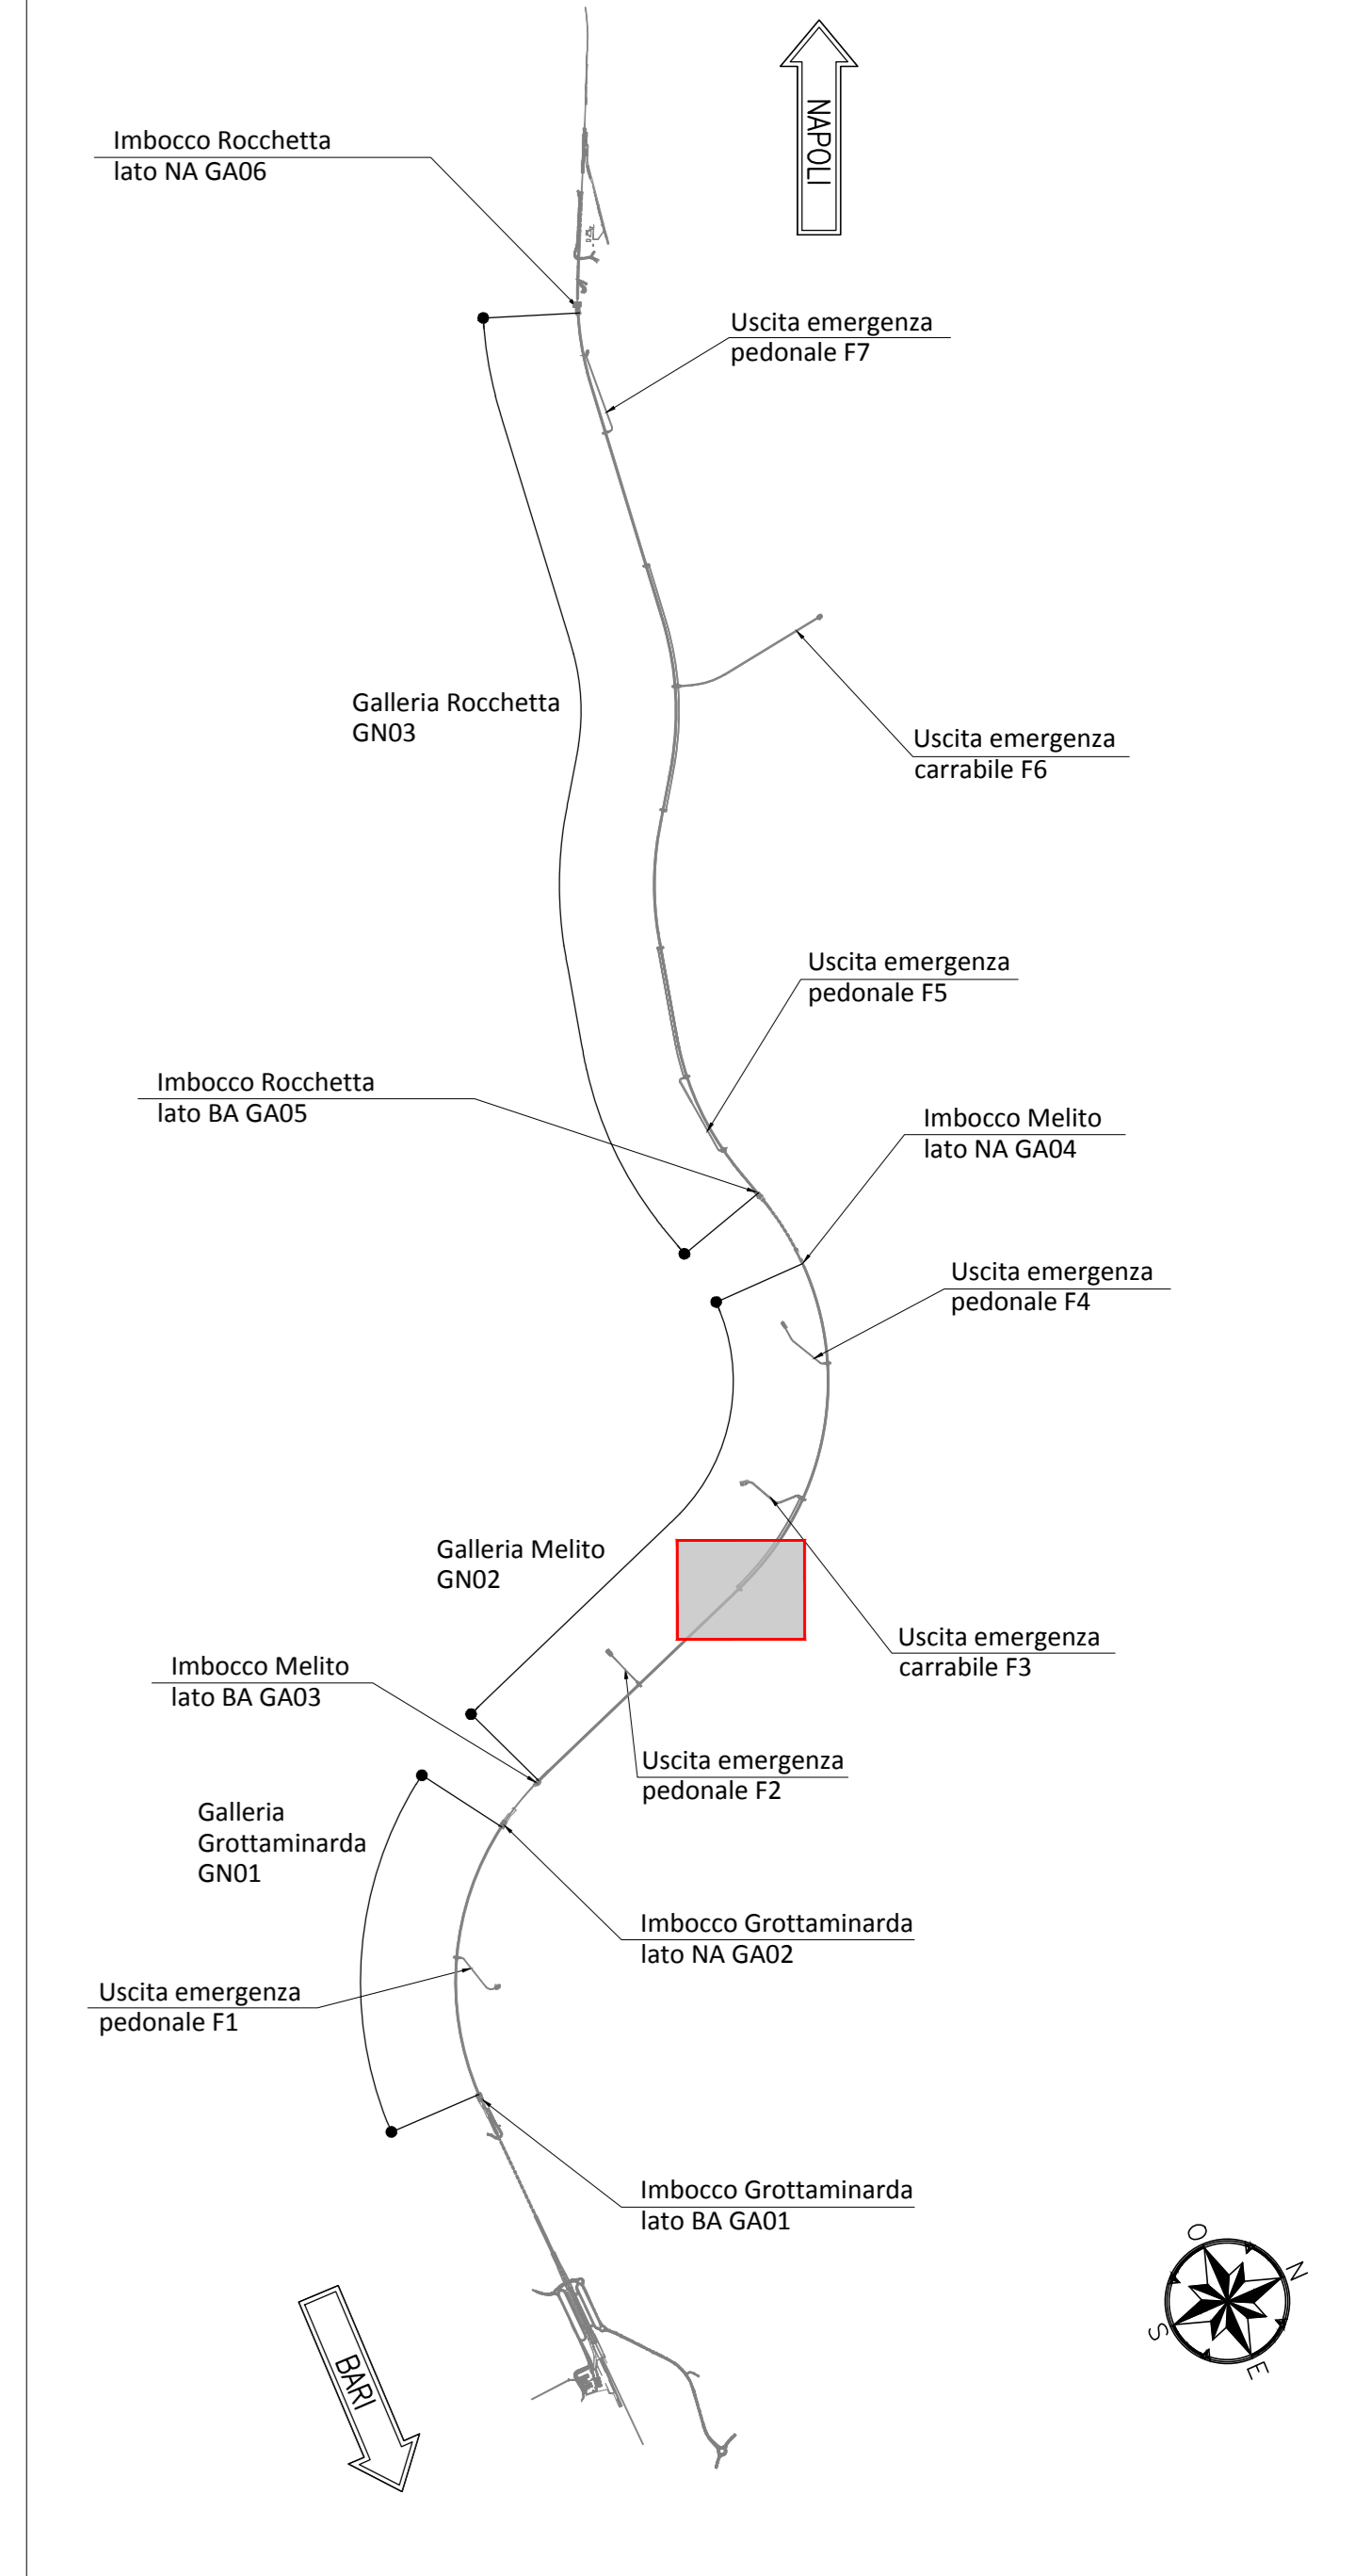 NAPOLI
Imbocco Rocchetta
lato NA GA06
Uscita emergenza
pedonale F7
Galleria Rocchetta
GN03
Uscita emergenza
carrabile F6
Uscita emergenza
pedonale F5
Imbocco Rocchetta
lato BA GA05
Imbocco Melito
lato NA GA04
Uscita emergenza
pedonale F4
Galleria Melito
GN02
Uscita emergenza
carrabile F3
Imbocco Melito
lato BA GA03
Uscita emergenza
pedonale F2
Galleria
Grottaminarda
GN01
Imbocco Grottaminarda
lato NA GA02
Uscita emergenza
pedonale F1
Imbocco Grottaminarda
lato BA GA01
BARI
O
N
S
E